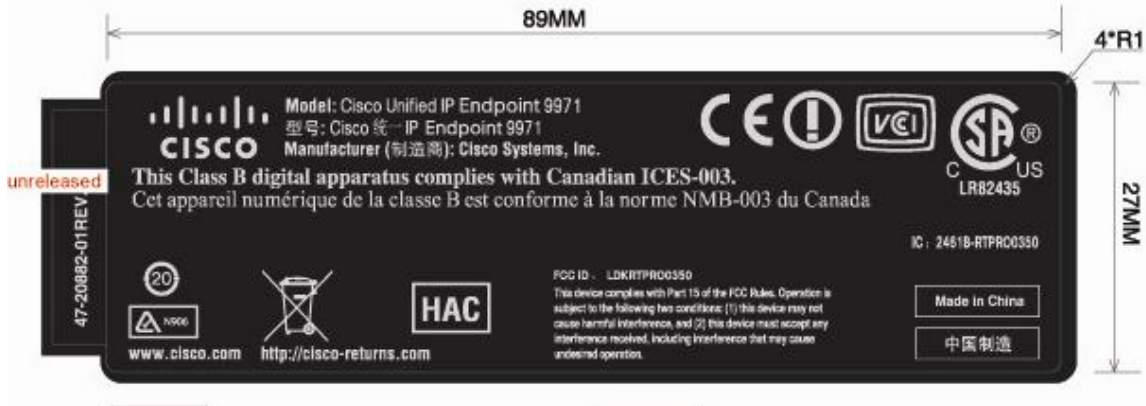 89MM
4*R1
Model: Cisco Unified IP Endpoint 9971
型号: Cisco 统一 IP Endpoint 9971
CISCO
Manufacturer (制造商): Cisco Systems, Inc.
CE
VCI
SA
®
C US
LR82435
unreleased
This Class B digital apparatus complies with Canadian ICES-003.
Cet appareil numérique de la classe B est conforme à la norme NMB-003 du Canada
27MM
47-20882-01REV
IC: 2461B-RTPRO0350
20
N906
HAC
FCC ID: LDKRTPRO0350
This device complies with Part 15 of the FCC Rules. Operation is
subject to the following two conditions: (1) this device may not
cause harmful interference, and (2) this device must accept any
interference received, including interference that may cause
undesired operation.
Made in China
中国制造
www.cisco.com
http://cisco-returns.com